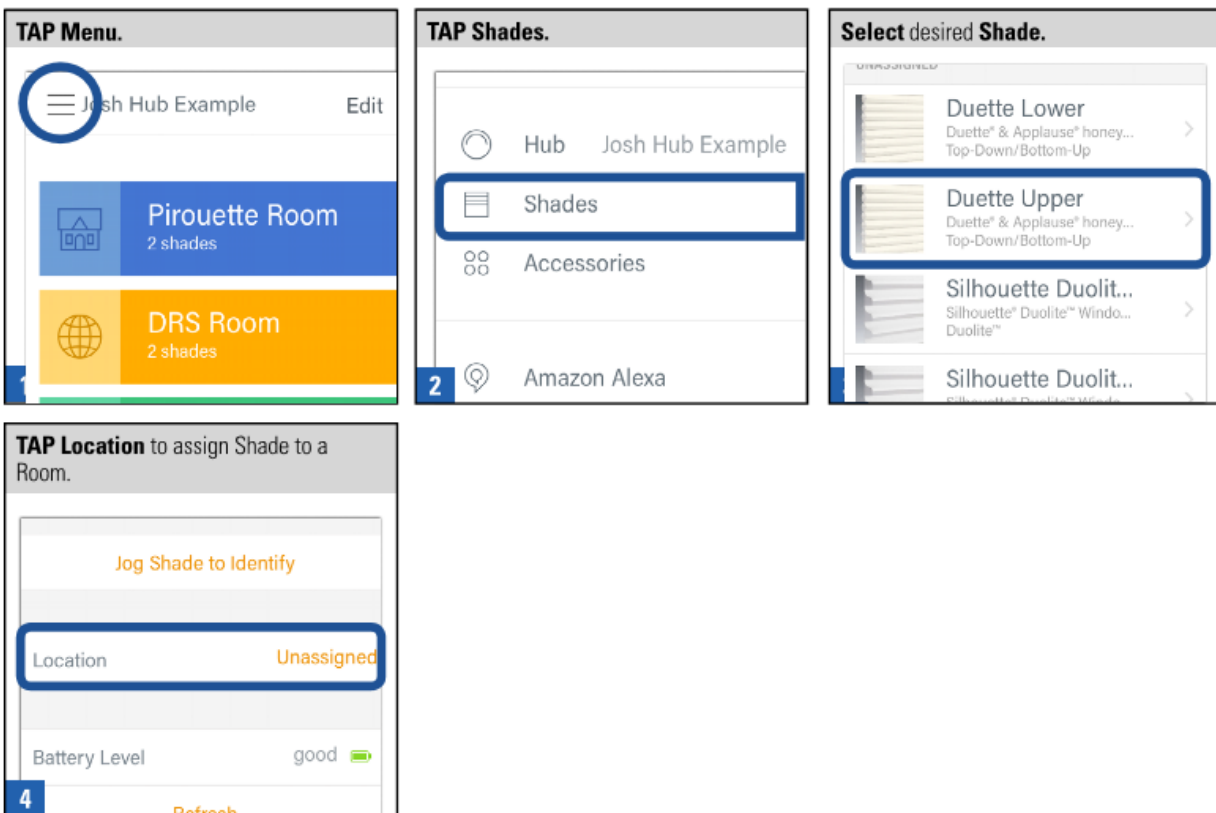 TAP Menu.
Josh Hub Example Edit
Pirouette Room
2 shades
DRS Room
2 shades
1
TAP Shades.
Hub Josh Hub Example
Shades
Accessories
Amazon Alexa
2
Select desired Shade.
UNASSIGNED
Duette Lower
Duette® & Applause® honey...
Top-Down/Bottom-Up
Duette Upper
Duette® & Applause® honey...
Top-Down/Bottom-Up
Silhouette Duolit...
Silhouette® Duolite™ Windo...
Duolite™
Silhouette Duolit...
Silhouette® Duolite™ Windo...
TAP Location to assign Shade to a
Room.
Jog Shade to Identify
Location Unassigned
Battery Level good
Refresh
4